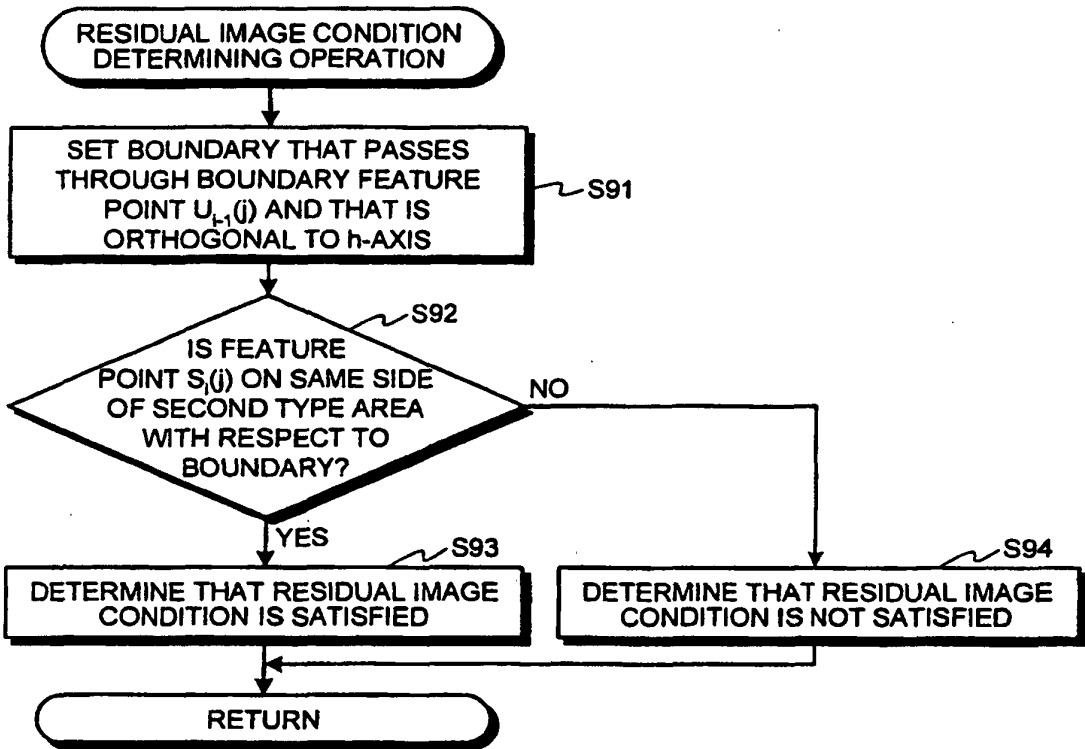 RESIDUAL IMAGE CONDITION
DETERMINING OPERATION
SET BOUNDARY THAT PASSES
THROUGH BOUNDARY FEATURE
POINT U_{i-1}(j) AND THAT IS
ORTHOGONAL TO h-AXIS
S91
S92
IS FEATURE
POINT S_i(j) ON SAME SIDE
OF SECOND TYPE AREA
WITH RESPECT TO
BOUNDARY?
NO
YES
S93
DETERMINE THAT RESIDUAL IMAGE
CONDITION IS SATISFIED
S94
DETERMINE THAT RESIDUAL IMAGE
CONDITION IS NOT SATISFIED
RETURN